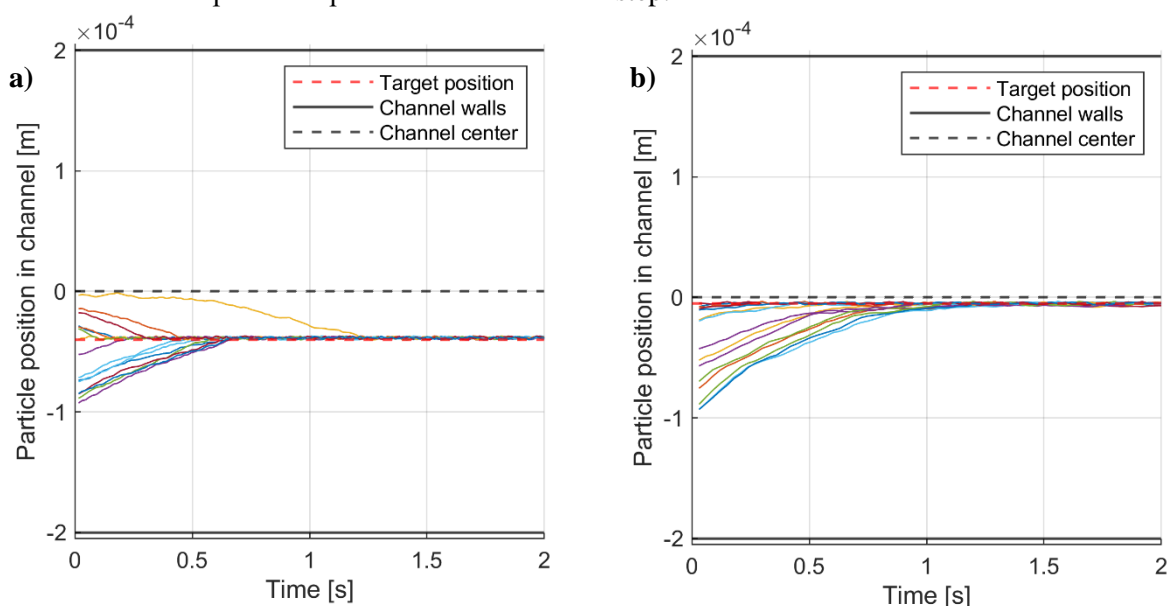 step.
×10⁻⁴
a)
2
1
0
-1
-2
Particle position in channel [m]
Target position
Channel walls
Channel center
0
0.5
1
1.5
2
Time [s]
×10⁻⁴
b)
2
1
0
-1
-2
Particle position in channel [m]
Target position
Channel walls
Channel center
0
0.5
1
1.5
2
Time [s]